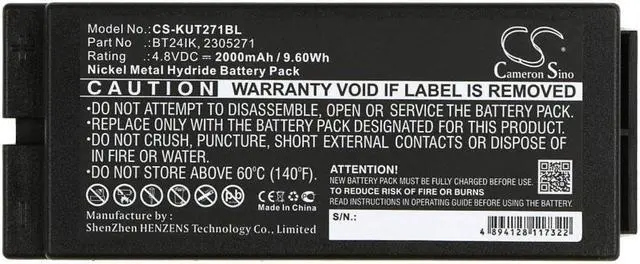 CS-KUT271BL
Part No : BT24IK, 2305271
Rating : 4.8VDC ⎓ 2000mAh / 9.60Wh
Nickel Metal Hydride Battery Pack
CS
Cameron Sino
CAUTION! WARRANTY VOID IF LABEL IS REMOVED
•DO NOT ATTEMPT TO DISASSEMBLE, OPEN OR SERVICE THE BATTERY PACK.
•REPLACE ONLY WITH THE BATTERY PACK DESIGNATED FOR YOUR PRODUCT.
•DO NOT CRUSH, PUNCTURE, SHORT EXTERNAL CONTACTS OR DISPOSE OF
IN FIRE OR WATER.
•DO NOT STORE ABOVE 60°C (140°F).
ATTENTION!
NEW BATTERY PACK MUST BE FULLY CHARGED BEFORE USE.
TO REDUCE RISK OF FIRE OR BURNS
READ INSTRUCTIONS IN OPERATING GUIDE BEFORE USING THIS BATTERY.
Made in China
Manufacturer :
ShenZhen HENZENS Technology Co., Limited
S/N.:
4 894128 117322